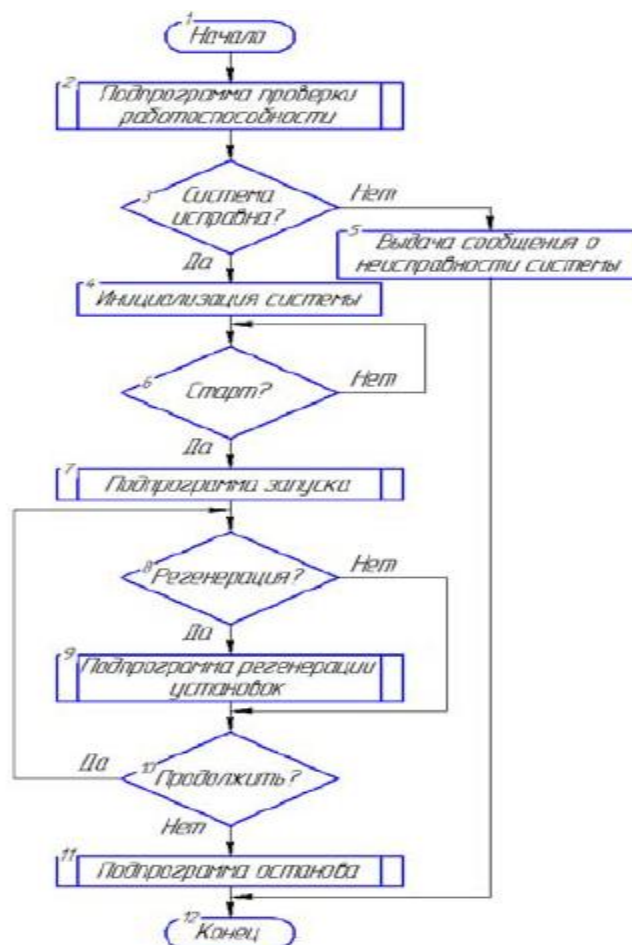 1
Начало
2
Подпрограмма проверки
работоспособности
3
Система
исправна?
Нет
Да
5
Выдача сообщения о
неисправности системы
4
Инициализация системы
6
Старт?
Нет
Да
7
Подпрограмма запуска
8
Регенерация?
Нет
Да
9
Подпрограмма регенерации
установок
10
Продолжить?
Да
Нет
11
Подпрограмма останова
12
Конец